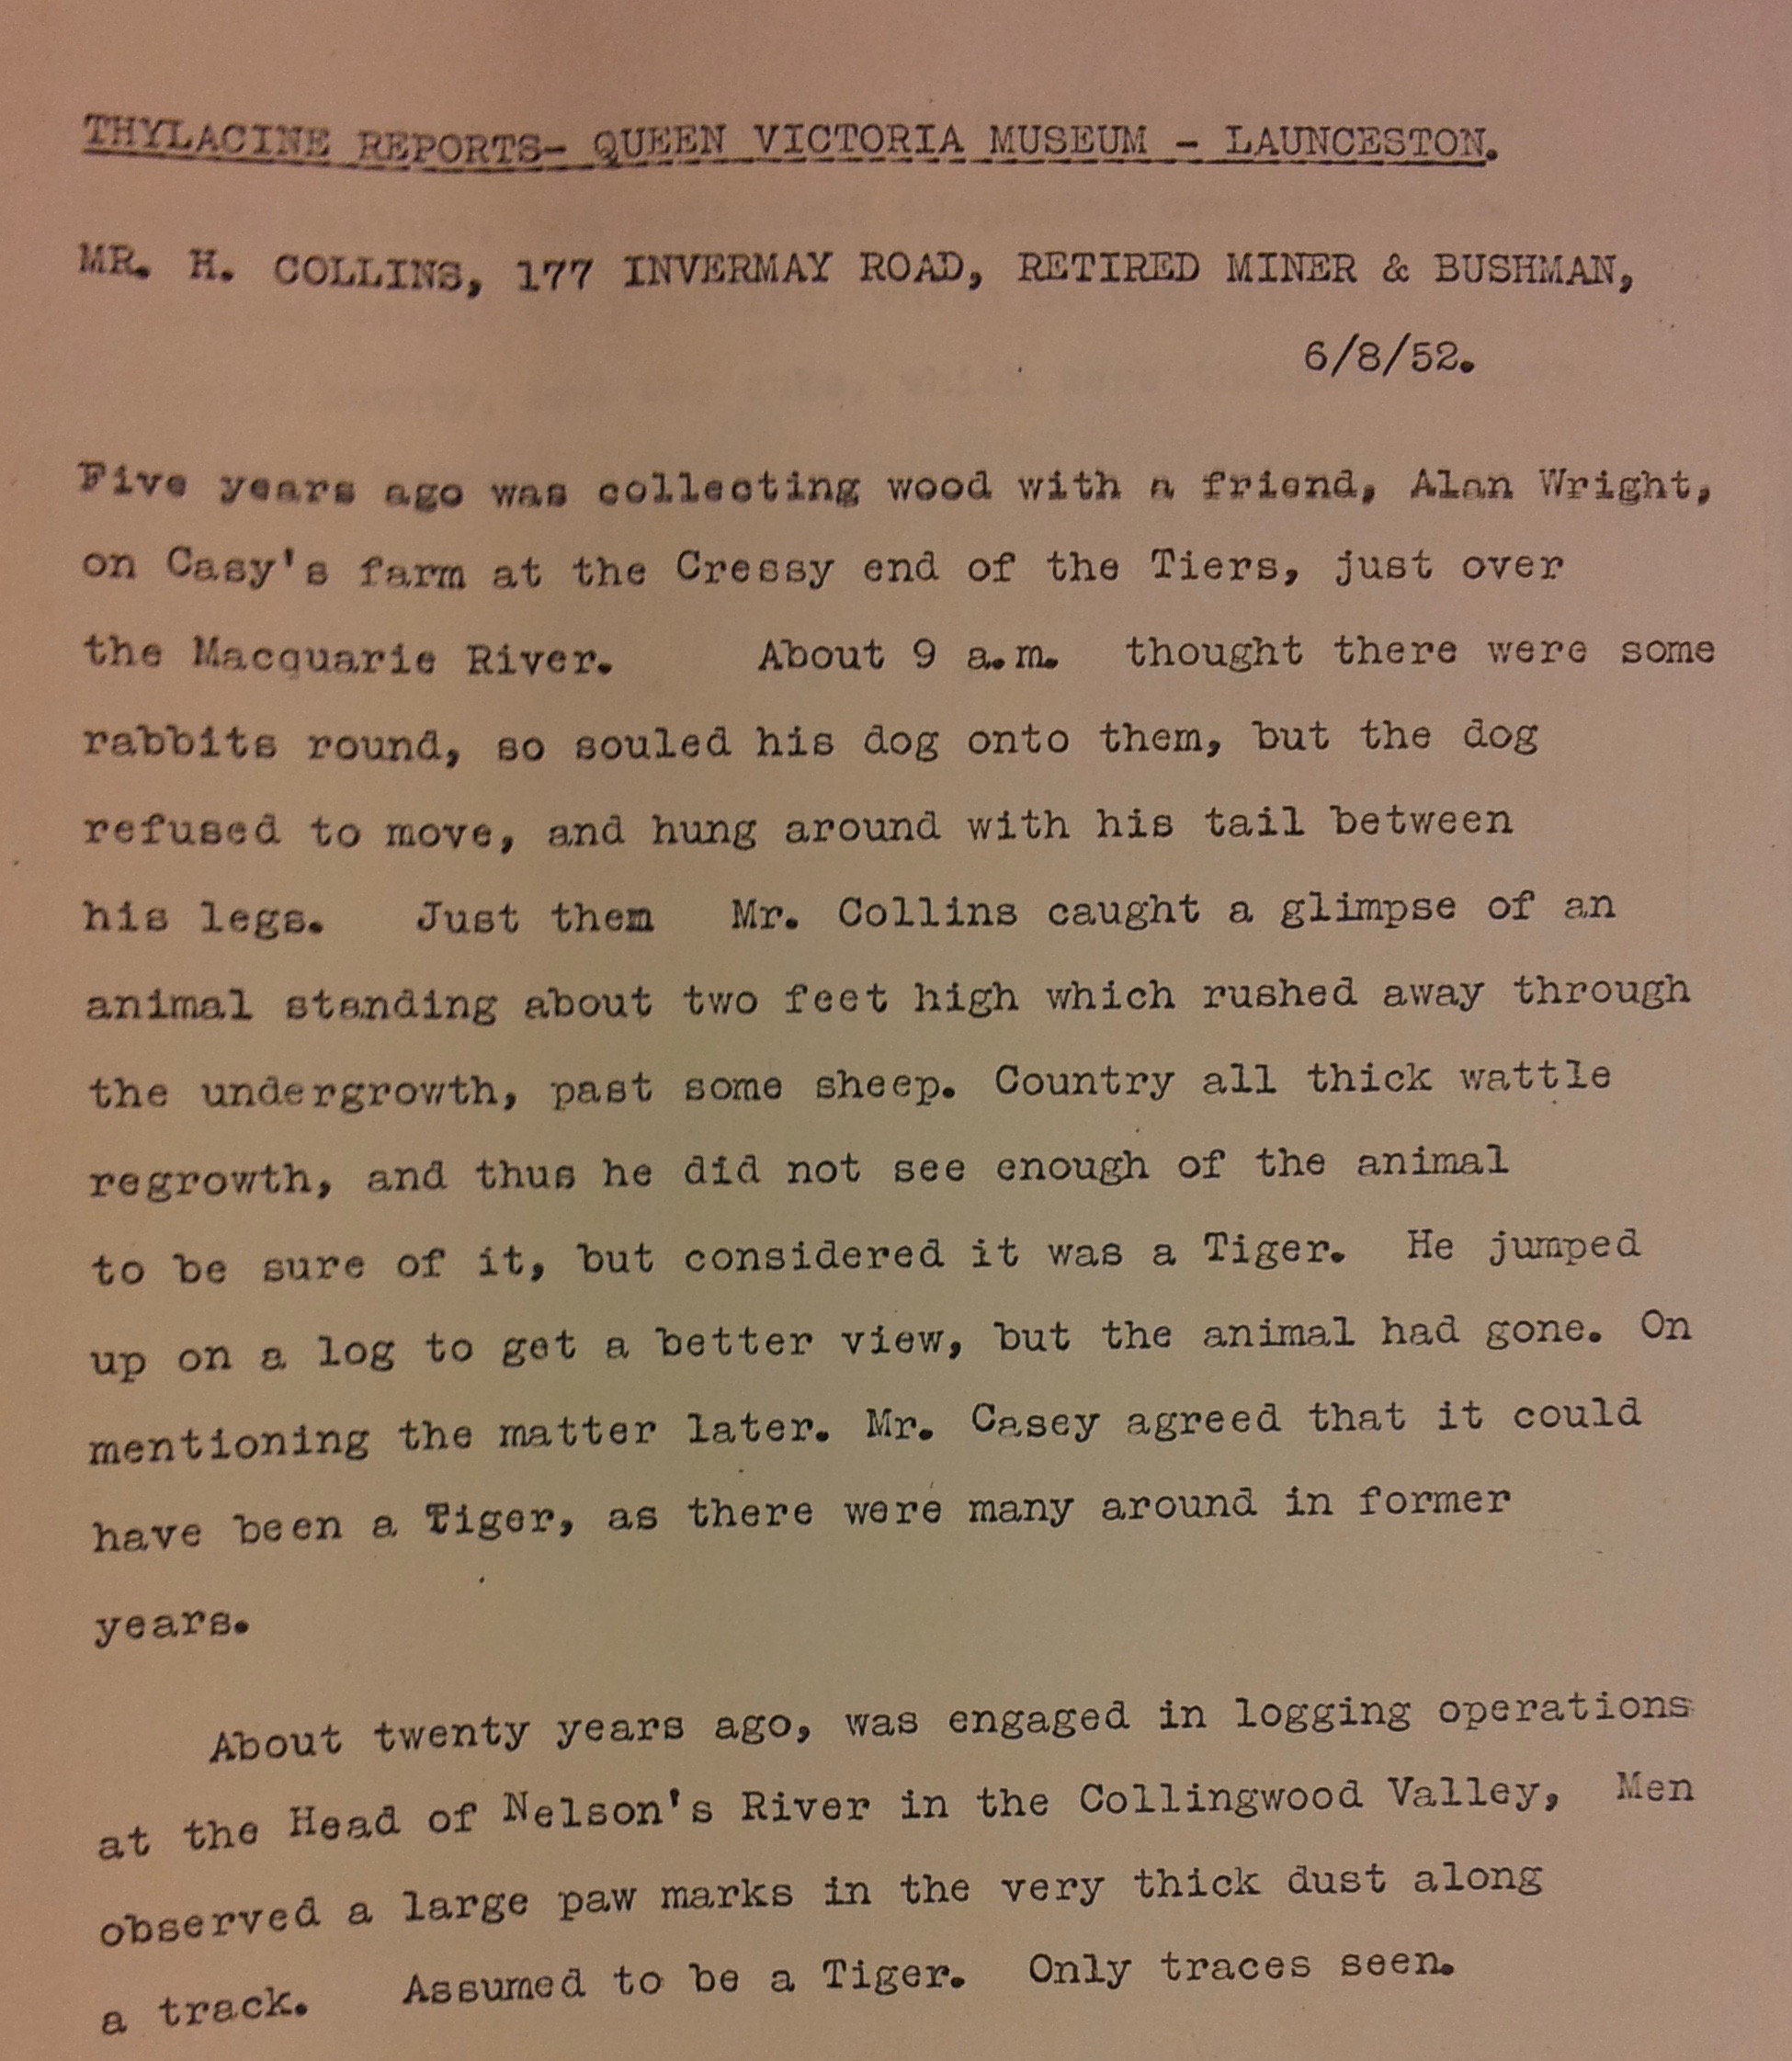 THYLACINE REPORTS- QUEEN VICTORIA MUSEUM - LAUNCESTON.
MR. H. COLLINS, 177 INVERMAY ROAD, RETIRED MINER & BUSHMAN,
6/8/52.
Five years ago was collecting wood with a friend, Alan Wright,
on Casy's farm at the Cressy end of the Tiers, just over
the Macquarie River. About 9 a.m. thought there were some
rabbits round, so souled his dog onto them, but the dog
refused to move, and hung around with his tail between
his legs. Just them Mr. Collins caught a glimpse of an
animal standing about two feet high which rushed away through
the undergrowth, past some sheep. Country all thick wattle
regrowth, and thus he did not see enough of the animal
to be sure of it, but considered it was a Tiger. He jumped
up on a log to get a better view, but the animal had gone. On
mentioning the matter later. Mr. Casey agreed that it could
have been a Tiger, as there were many around in former
years.
About twenty years ago, was engaged in logging operations
at the Head of Nelson's River in the Collingwood Valley, Men
observed a large paw marks in the very thick dust along
a track. Assumed to be a Tiger. Only traces seen.